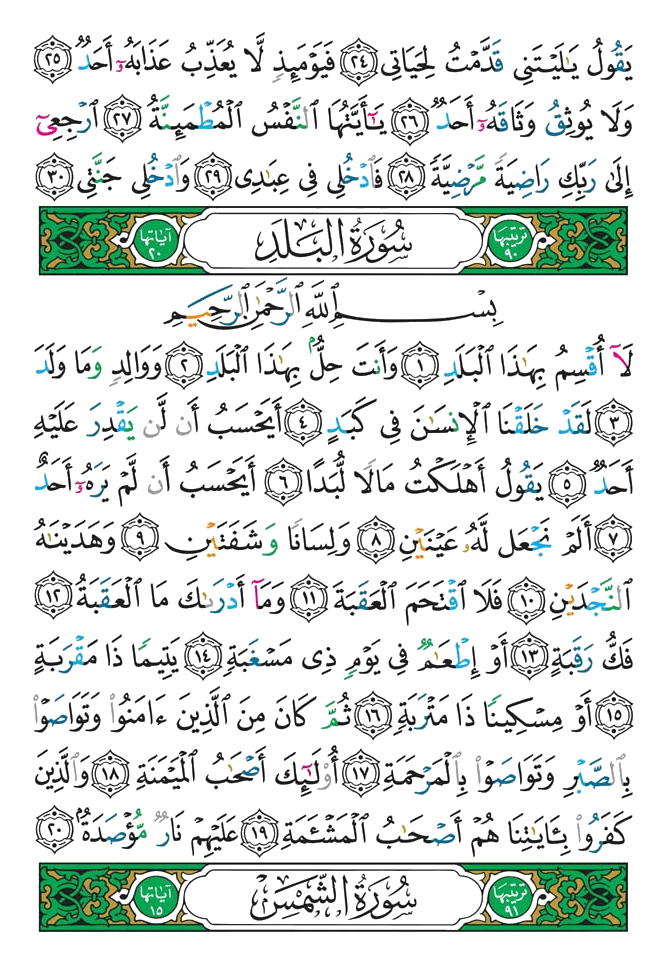 يَقُولُ يَٰلَيۡتَنِي قَدَّمۡتُ لِحَيَاتِي ٢٤ فَيَوۡمَئِذٖ لَّا يُعَذِّبُ عَذَابَهُۥٓ أَحَدٞ ٢٥
وَلَا يُوثِقُ وَثَاقَهُۥٓ أَحَدٞ ٢٦ يَٰٓأَيَّتُهَا ٱلنَّفۡسُ ٱلۡمُطۡمَئِنَّةُ ٢٧ ٱرۡجِعِيٓ
إِلَىٰ رَبِّكِ رَاضِيَةٗ مَّرۡضِيَّةٗ ٢٨ فَٱدۡخُلِي فِي عِبَٰدِي ٢٩ وَٱدۡخُلِي جَنَّتِي ٣٠
ترتيبها ٩٠ سُورَةُ الْبَلَدِ آياتها ٢٠
بِسۡمِ ٱللَّهِ ٱلرَّحۡمَٰنِ ٱلرَّحِيمِ
لَآ أُقۡسِمُ بِهَٰذَا ٱلۡبَلَدِ ١ وَأَنتَ حِلُّۢ بِهَٰذَا ٱلۡبَلَدِ ٢ وَوَالِدٖ وَمَا وَلَدَ
٣ لَقَدۡ خَلَقۡنَا ٱلۡإِنسَٰنَ فِي كَبَدٍ ٤ أَيَحۡسَبُ أَن لَّن يَقۡدِرَ عَلَيۡهِ
أَحَدٞ ٥ يَقُولُ أَهۡلَكۡتُ مَالٗا لُّبَدًا ٦ أَيَحۡسَبُ أَن لَّمۡ يَرَهُۥٓ أَحَدٌ
٧ أَلَمۡ نَجۡعَل لَّهُۥ عَيۡنَيۡنِ ٨ وَلِسَانٗا وَشَفَتَيۡنِ ٩ وَهَدَيۡنَٰهُ
ٱلنَّجۡدَيۡنِ ١٠ فَلَا ٱقۡتَحَمَ ٱلۡعَقَبَةَ ١١ وَمَآ أَدۡرَىٰكَ مَا ٱلۡعَقَبَةُ ١٢
فَكُّ رَقَبَةٍ ١٣ أَوۡ إِطۡعَٰمٞ فِي يَوۡمٖ ذِي مَسۡغَبَةٖ ١٤ يَتِيمٗا ذَا مَقۡرَبَةٍ
١٥ أَوۡ مِسۡكِينٗا ذَا مَتۡرَبَةٖ ١٦ ثُمَّ كَانَ مِنَ ٱلَّذِينَ ءَامَنُواْ وَتَوَاصَوۡاْ
بِٱلصَّبۡرِ وَتَوَاصَوۡاْ بِٱلۡمَرۡحَمَةِ ١٧ أُوْلَٰٓئِكَ أَصۡحَٰبُ ٱلۡمَيۡمَنَةِ ١٨ وَٱلَّذِينَ
كَفَرُواْ بِـَٔايَٰتِنَا هُمۡ أَصۡحَٰبُ ٱلۡمَشۡـَٔمَةِ ١٩ عَلَيۡهِمۡ نَارٞ مُّؤۡصَدَةُۢ ٢٠
ترتيبها ٩١ سُورَةُ الشَّمْسِ آياتها ١٥